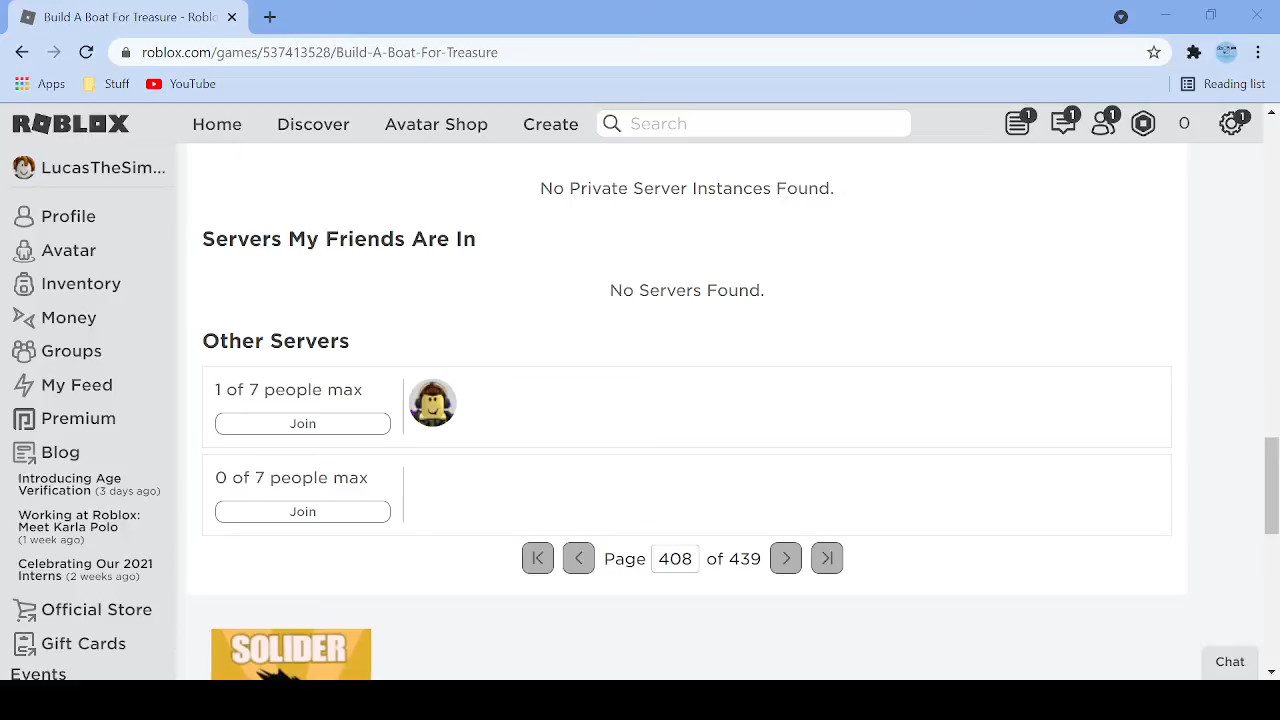 Build A Boat For Treasure - Roblo
roblox.com/games/537413528/Build-A-Boat-For-Treasure
Apps
Stuff
YouTube
Reading list
ROBLOX
Home
Discover
Avatar Shop
Create
Search
1
1
1
0
1
LucasTheSim...
Profile
Avatar
Inventory
Money
Groups
My Feed
Premium
Blog
Introducing Age
Verification (3 days ago)
Working at Roblox:
Meet Karla Polo
(1 week ago)
Celebrating Our 2021
Interns (2 weeks ago)
Official Store
Gift Cards
Events
No Private Server Instances Found.
Servers My Friends Are In
No Servers Found.
Other Servers
1 of 7 people max
Join
0 of 7 people max
Join
Page 408 of 439
SOLIDER
Chat